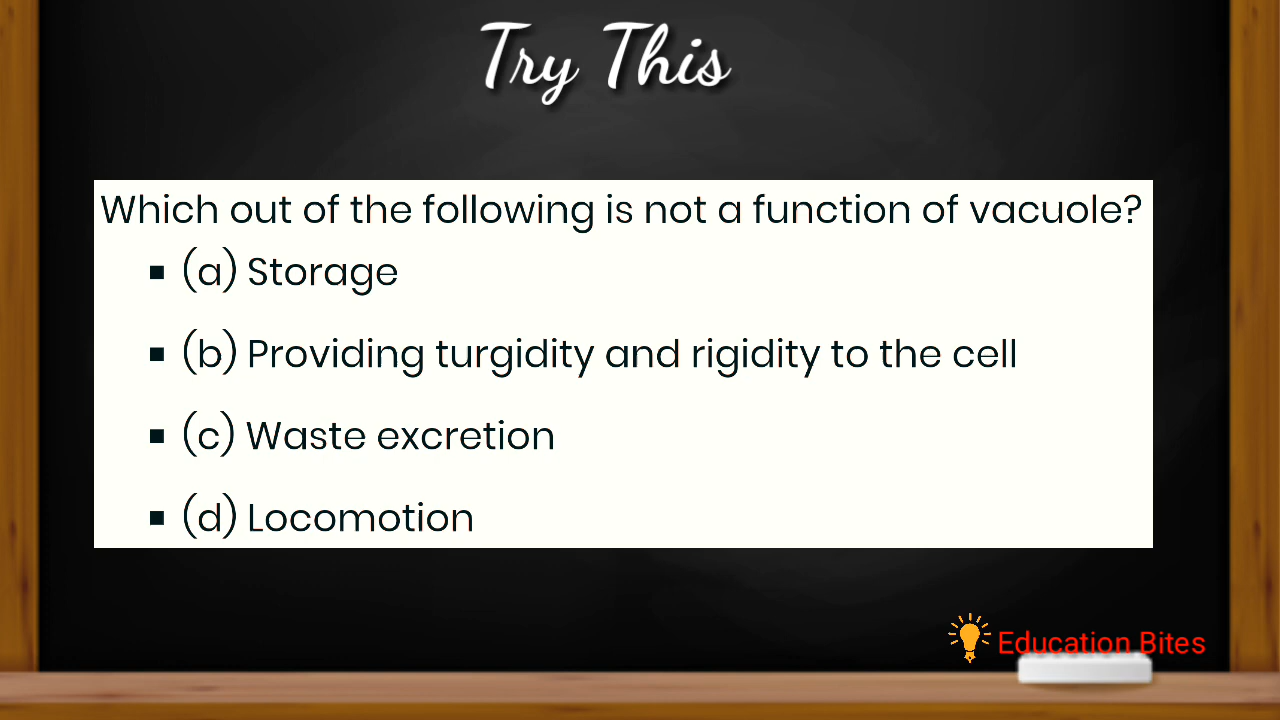 Try This
Which out of the following is not a function of vacuole?
(a) Storage
(b) Providing turgidity and rigidity to the cell
(c) Waste excretion
(d) Locomotion
Education Bites